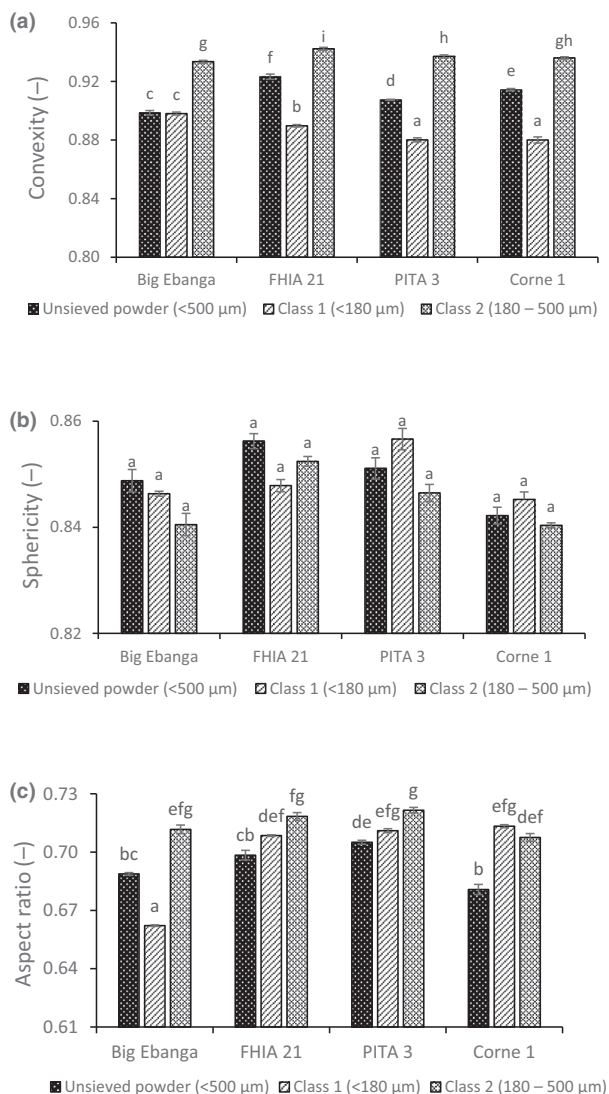 (a)
0.96
0.92
0.88
0.84
0.80
Convexity (–)
c c g
f b i
d a h
e a gh
Big Ebanga FHIA 21 PITA 3 Corne 1
Unsieved powder (<500 µm) Class 1 (<180 µm) Class 2 (180 – 500 µm)
(b)
0.86
0.84
0.82
Sphericity (–)
a a a
a a a
a a a
a a a
Big Ebanga FHIA 21 PITA 3 Corne 1
Unsieved powder (<500 µm) Class 1 (<180 µm) Class 2 (180 – 500 µm)
(c)
0.73
0.70
0.67
0.64
0.61
Aspect ratio (–)
bc a efg
cb def fg
de efg g
b efg def
Big Ebanga FHIA 21 PITA 3 Corne 1
Unsieved powder (<500 µm) Class 1 (<180 µm) Class 2 (180 – 500 µm)